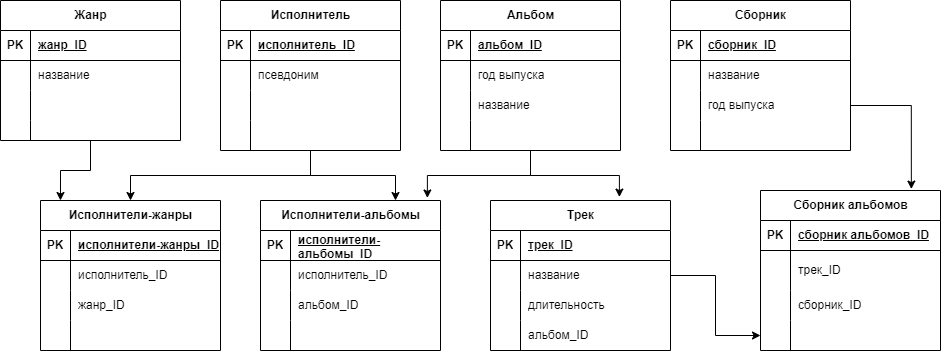 Жанр
PK жанр_ID
название
Исполнитель
PK исполнитель_ID
псевдоним
Альбом
PK альбом_ID
год выпуска
название
Сборник
PK сборник_ID
название
год выпуска
Исполнители-жанры
PK исполнители-жанры_ID
исполнитель_ID
жанр_ID
Исполнители-альбомы
PK исполнители-
альбомы_ID
исполнитель_ID
альбом_ID
Трек
PK трек_ID
название
длительность
альбом_ID
Сборник альбомов
PK сборник альбомов_ID
трек_ID
сборник_ID